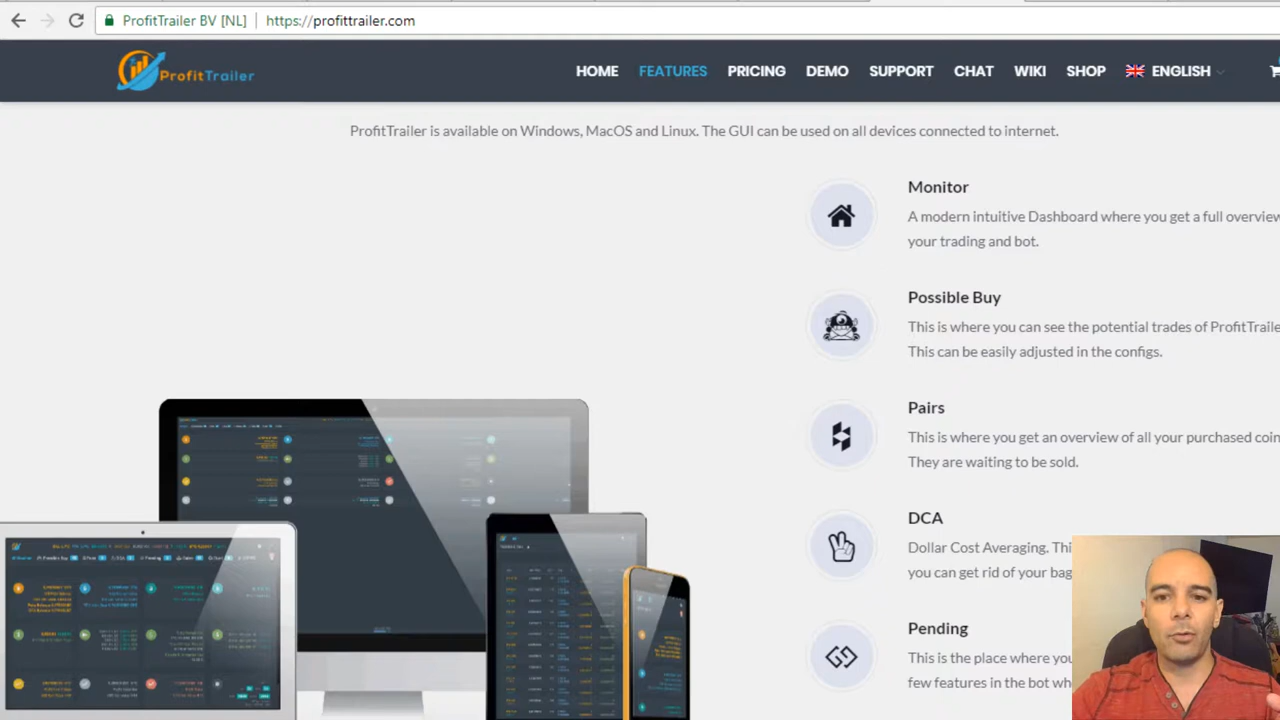 ProfitTrailer BV [NL] https://profittrailer.com
ProfitTrailer HOME FEATURES PRICING DEMO SUPPORT CHAT WIKI SHOP ENGLISH
ProfitTrailer is available on Windows, MacOS and Linux. The GUI can be used on all devices connected to internet.
Monitor
A modern intuitive Dashboard where you get a full overview
your trading and bot.
Possible Buy
This is where you can see the potential trades of ProfitTraile
This can be easily adjusted in the configs.
Pairs
This is where you get an overview of all your purchased coin
They are waiting to be sold.
DCA
Dollar Cost Averaging. Thi
you can get rid of your bag
Pending
This is the place where you
few features in the bot whe